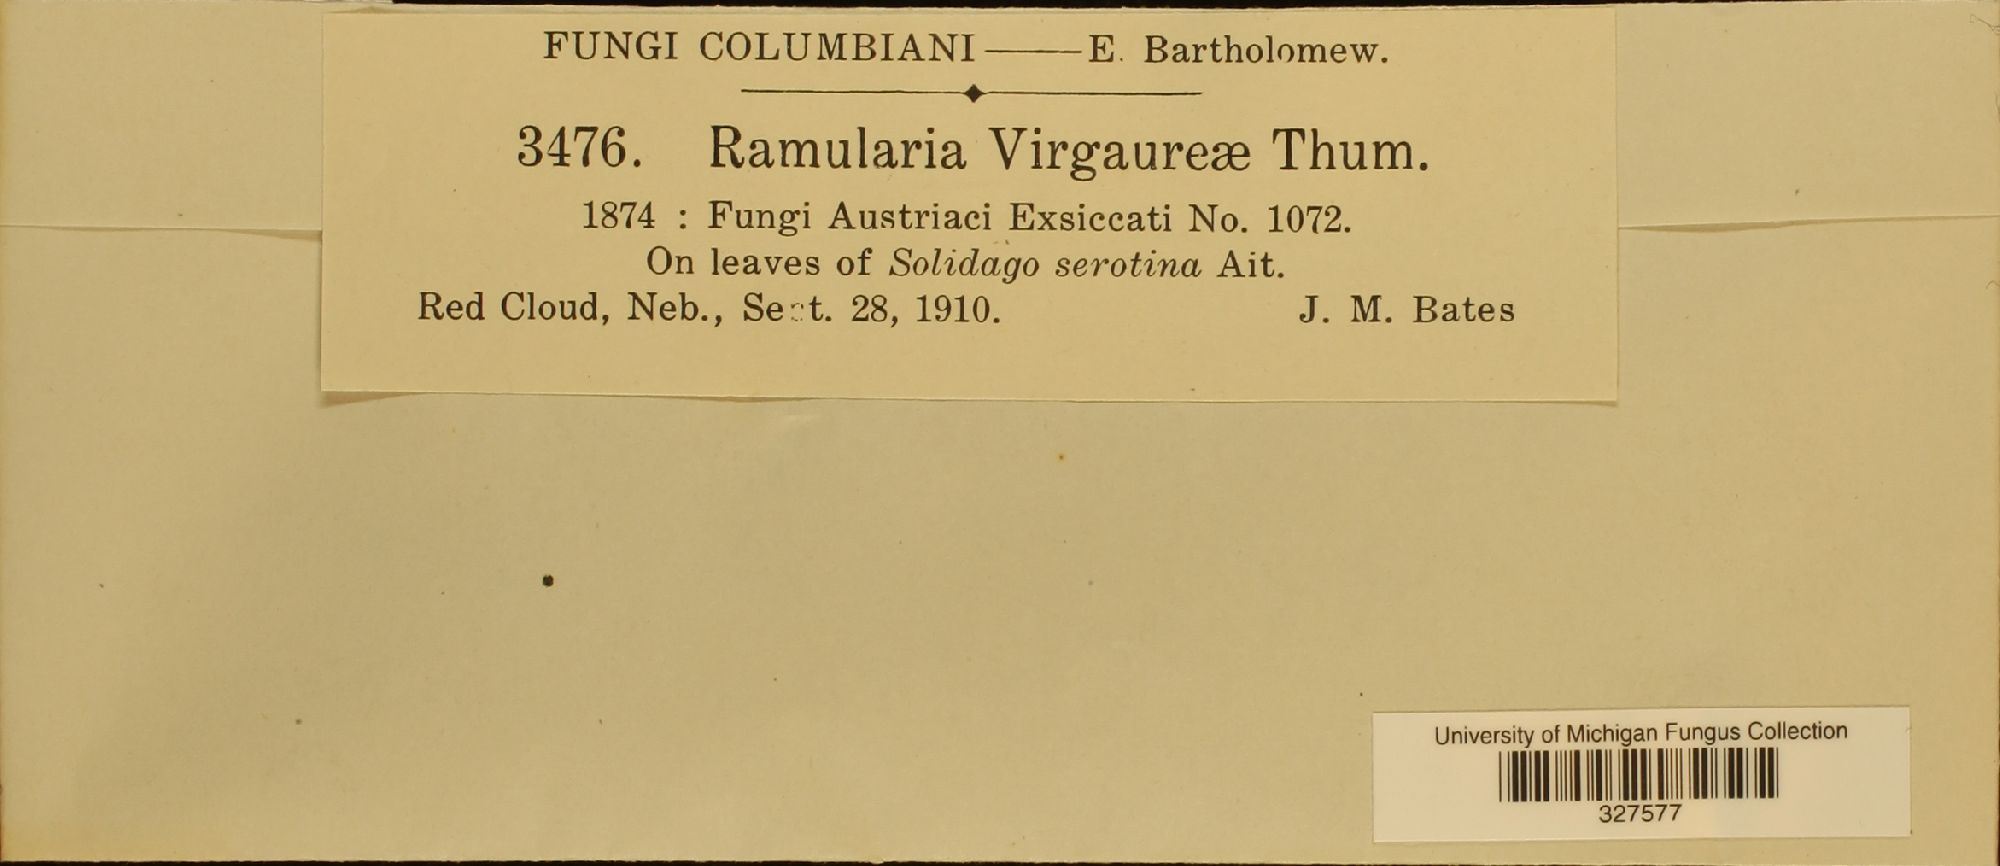 FUNGI COLUMBIANI——E. Bartholomew.
3476. Ramularia Virgaureæ Thum.
1874 : Fungi Austriaci Exsiccati No. 1072.
On leaves of Solidago serotina Ait.
Red Cloud, Neb., Sept. 28, 1910. J. M. Bates
University of Michigan Fungus Collection
327577